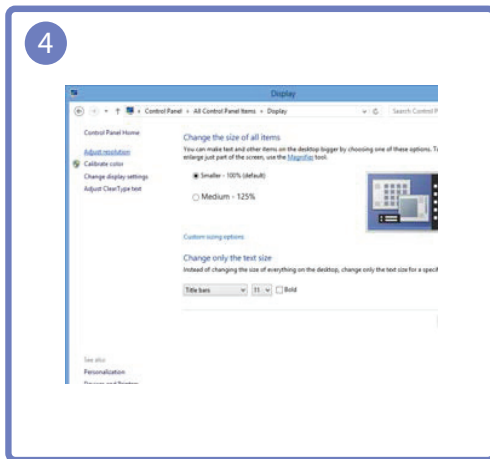 4
Display
Control Panel › All Control Panel Items › Display
Search Control P
Control Panel Home
Adjust resolution
Calibrate color
Change display settings
Adjust ClearType text
Change the size of all items
You can make text and other items on the desktop bigger by choosing one of these options. To
enlarge just part of the screen, use the Magnifier tool.
Smaller - 100% (default)
Medium - 125%
Custom sizing options
Change only the text size
Instead of changing the size of everything on the desktop, change only the text size for a specif
Title bars 11 Bold
See also
Personalization
Devices and Printers